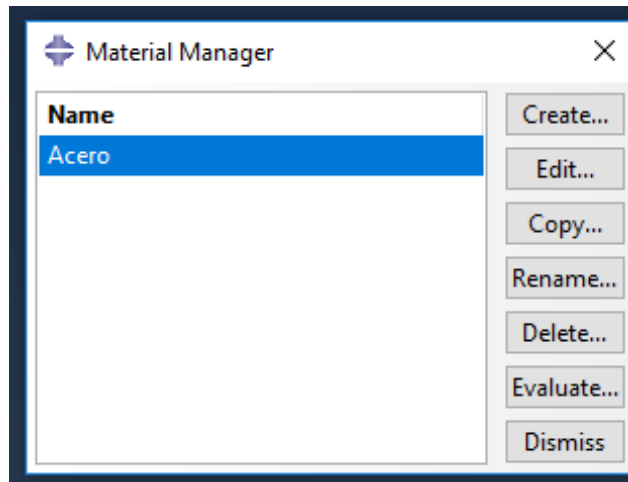 Material Manager
Name
Acero
Create...
Edit...
Copy...
Rename...
Delete...
Evaluate...
Dismiss